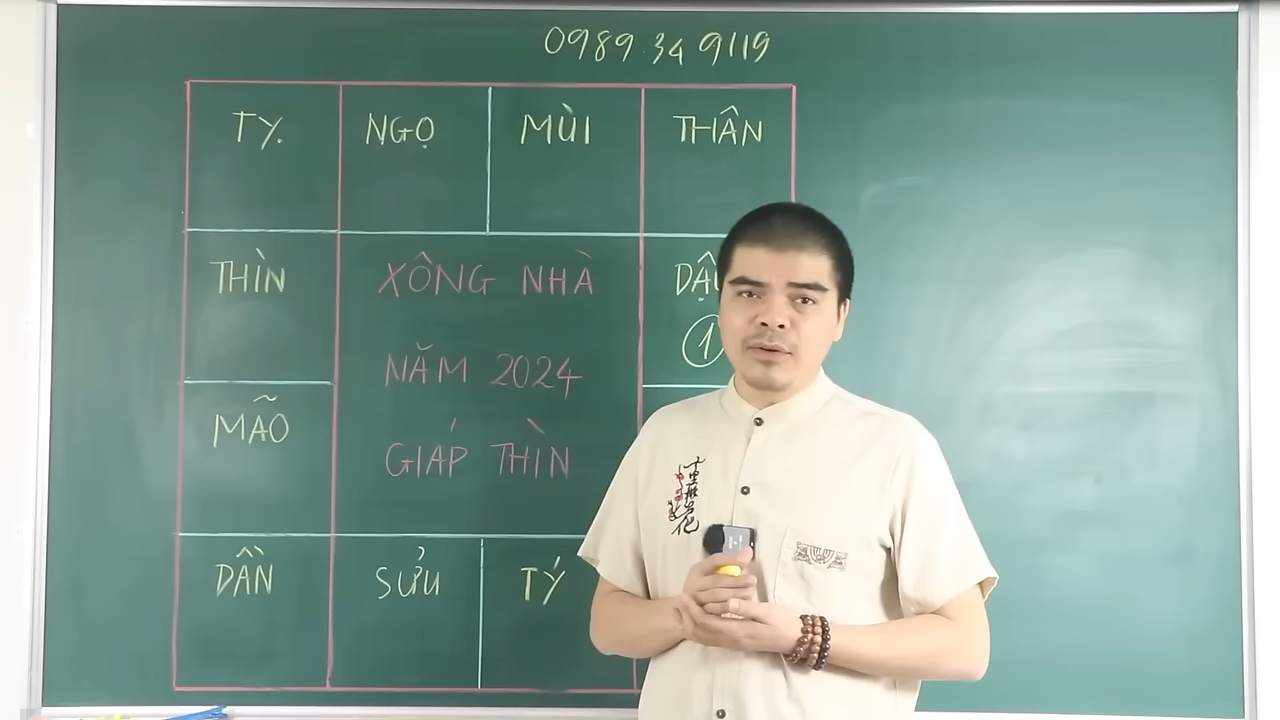 0989.34 9119
TỴ NGỌ MÙI THÂN
THÌN XÔNG NHÀ DẬU
NĂM 2024 1
MÃO GIÁP THÌN
DẦN SỬU TÝ